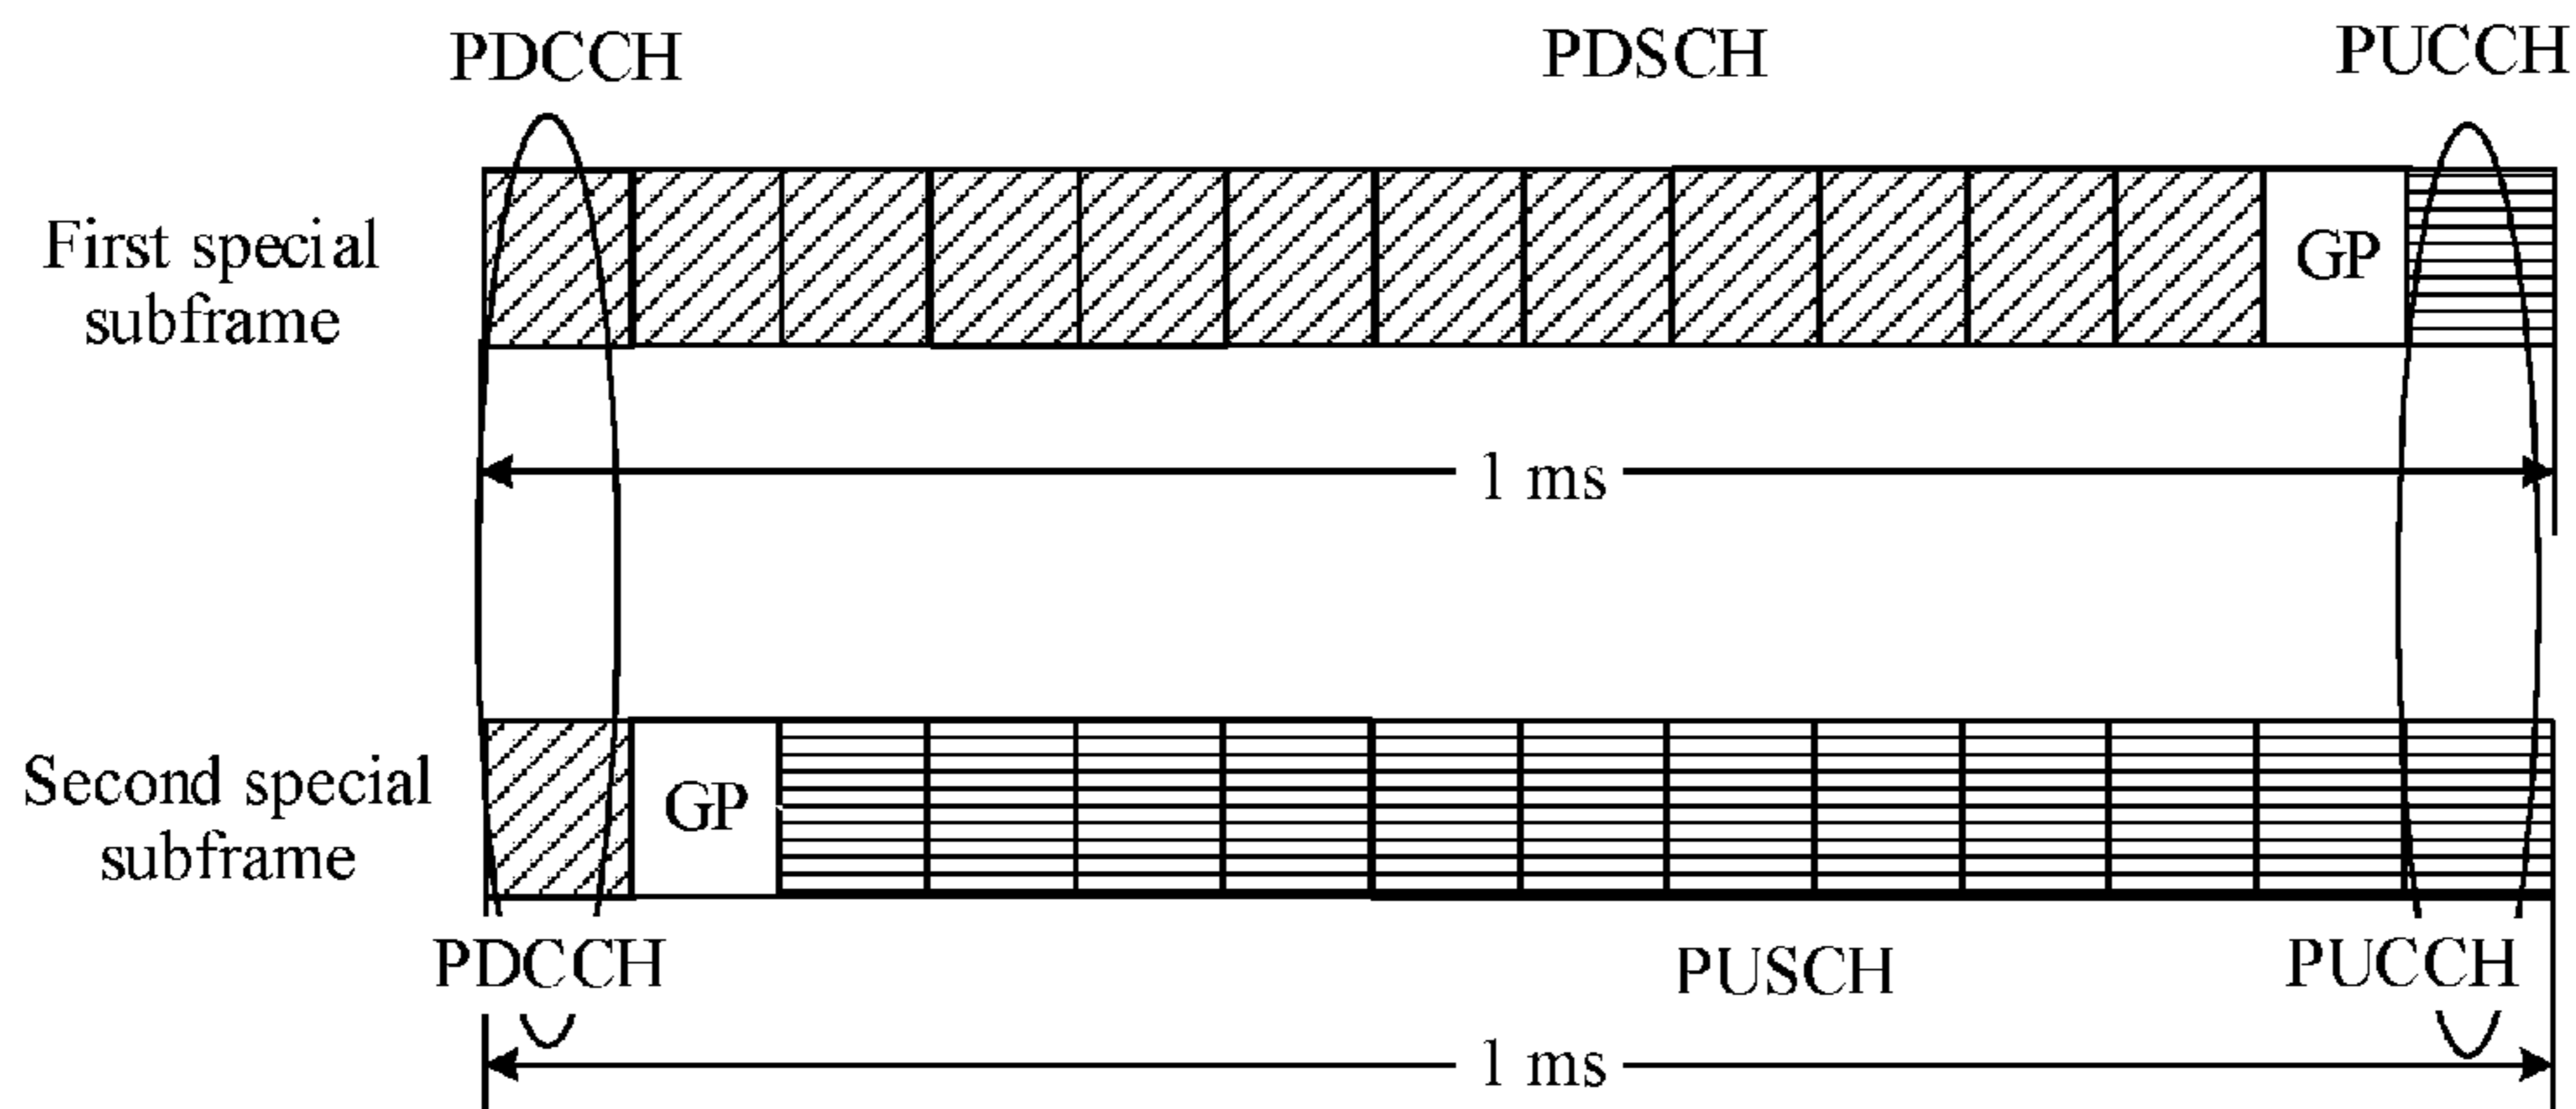 PDCCH PDSCH PUCCH
First special
subframe
GP
1 ms
Second special
subframe
GP
PDCCH PUSCH PUCCH
1 ms